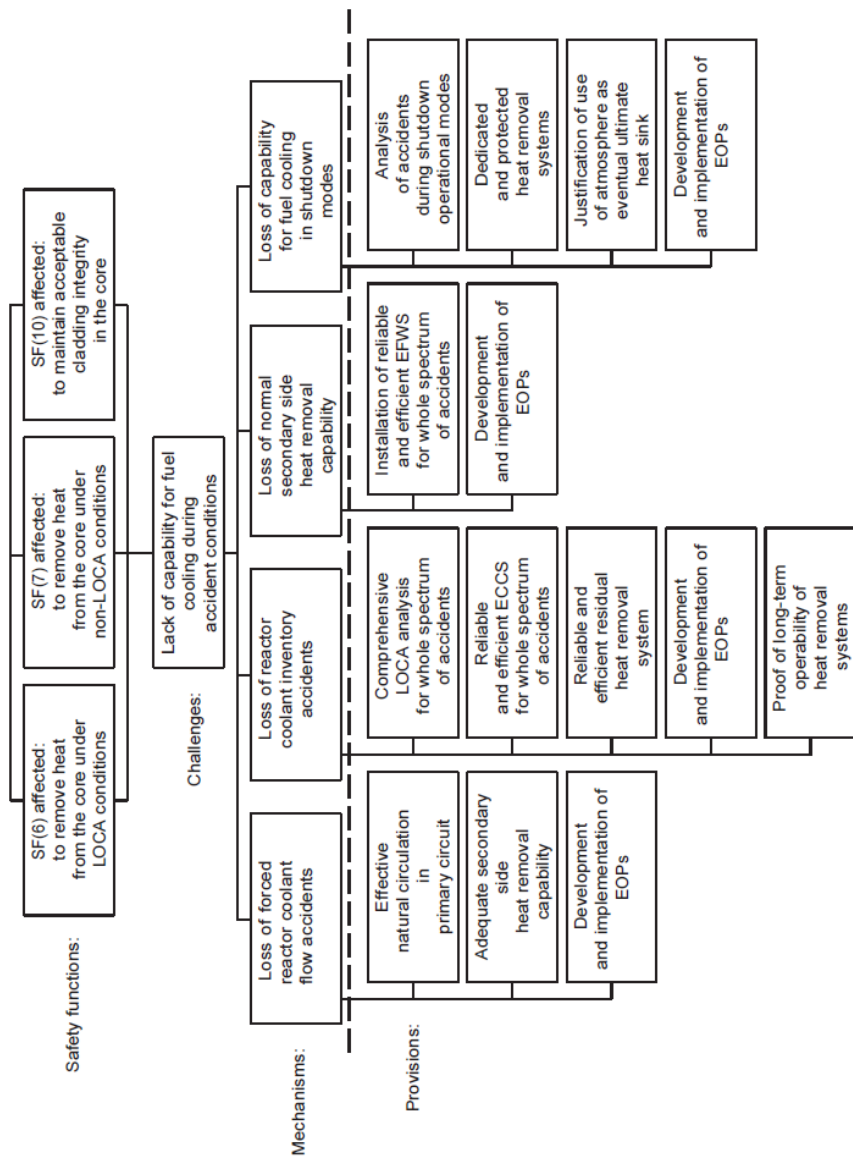 Safety functions:
SF(6) affected:
to remove heat
from the core under
LOCA conditions
SF(7) affected:
to remove heat
from the core under
non-LOCA conditions
SF(10) affected:
to maintain acceptable
cladding integrity
in the core
Challenges:
Lack of capability for fuel
cooling during
accident conditions
Mechanisms:
Loss of forced
reactor coolant
flow accidents
Loss of reactor
coolant inventory
accidents
Loss of normal
secondary side
heat removal
capability
Loss of capability
for fuel cooling
in shutdown
modes
Provisions:
Effective
natural circulation
in
primary circuit
Adequate secondary
side
heat removal
capability
Development
and implementation of
EOPs
Comprehensive
LOCA analysis
for whole spectrum
of accidents
Reliable
and efficient ECCS
for whole spectrum
of accidents
Reliable and
efficient residual
heat removal
system
Development
and implementation of
EOPs
Proof of long-term
operability of
heat removal
systems
Installation of reliable
and efficient EFWS
for whole spectrum
of accidents
Development
and implementation of
EOPs
Analysis
of accidents
during shutdown
operational modes
Dedicated
and protected
heat removal
systems
Justification of use
of atmosphere as
eventual ultimate
heat sink
Development
and implementation of
EOPs